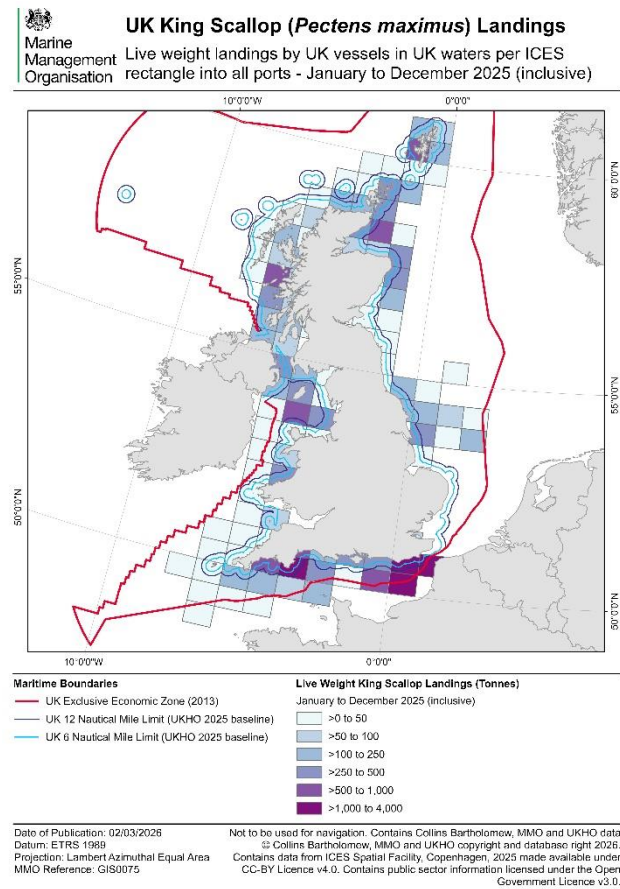 Marine
Management
Organisation
UK King Scallop (Pectens maximus) Landings
Live weight landings by UK vessels in UK waters per ICES
rectangle into all ports - January to December 2025 (inclusive)
10°0'0"W
0°0'0"
60°0'0"N
55°0'0"N
55°0'0"N
50°0'0"N
50°0'0"N
10°0'0"W
0°0'0"
Maritime Boundaries
UK Exclusive Economic Zone (2013)
UK 12 Nautical Mile Limit (UKHO 2025 baseline)
UK 6 Nautical Mile Limit (UKHO 2025 baseline)
Live Weight King Scallop Landings (Tonnes)
January to December 2025 (inclusive)
>0 to 50
>50 to 100
>100 to 250
>250 to 500
>500 to 1,000
>1,000 to 4,000
Date of Publication: 02/03/2026
Datum: ETRS 1989
Projection: Lambert Azimuthal Equal Area
MMO Reference: GIS0075
Not to be used for navigation. Contains Collins Bartholomew, MMO and UKHO data
© Collins Bartholomew, MMO and UKHO copyright and database right 2026.
Contains data from ICES Spatial Facility, Copenhagen, 2025 made available under
CC-BY Licence v4.0. Contains public sector information licensed under the Open
Government Licence v3.0.